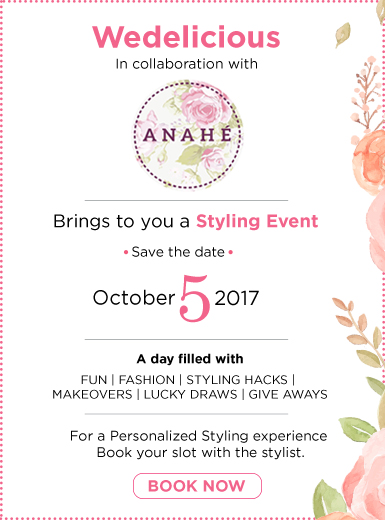 Wedelicious
In collaboration with
ANAHÉ
Brings to you a Styling Event
• Save the date •
October 5 2017
A day filled with
FUN | FASHION | STYLING HACKS |
MAKEOVERS | LUCKY DRAWS | GIVE AWAYS
For a Personalized Styling experience
Book your slot with the stylist.
BOOK NOW